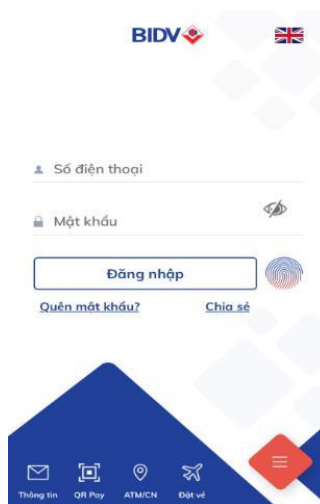 BIDV
Số điện thoại
Mật khẩu
Đăng nhập
Quên mật khẩu? Chia sẻ
Thông tin QR Pay ATM/CN Đặt vé